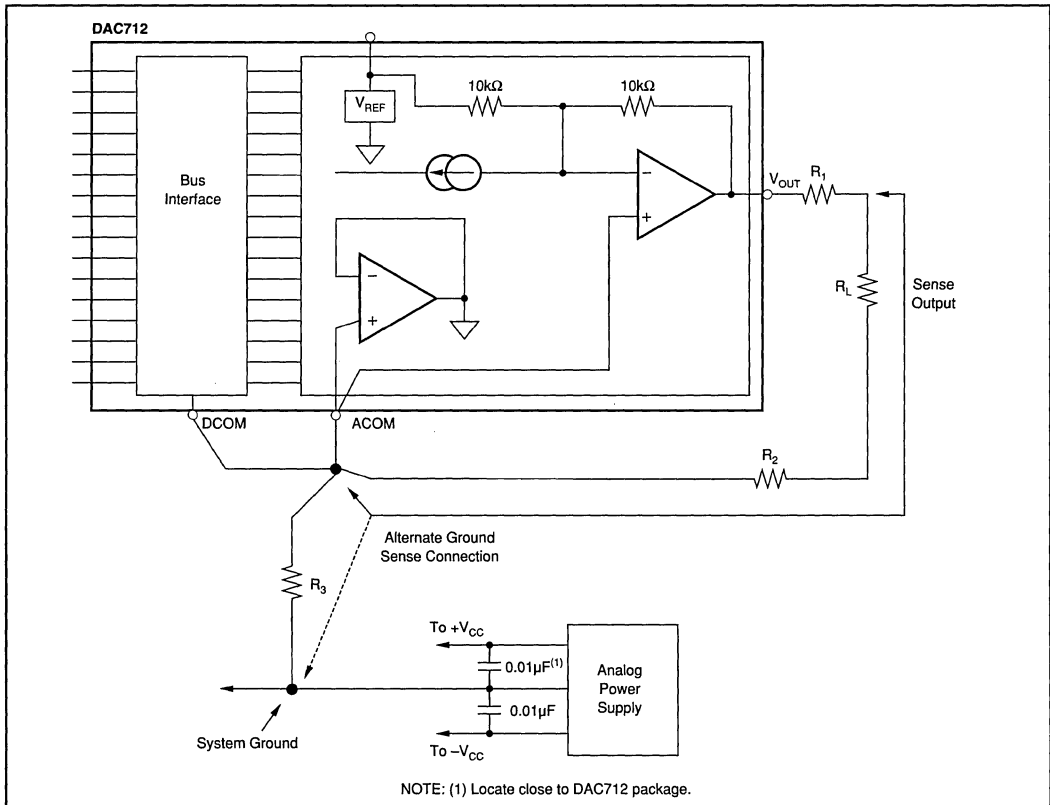 DAC712
10kΩ
10kΩ
V_REF
Bus
Interface
−
+
−
+
V_OUT
R_1
R_L
Sense
Output
DCOM
ACOM
R_2
Alternate Ground
Sense Connection
R_3
To +V_CC
0.01µF^(1)
Analog
Power
Supply
0.01µF
To −V_CC
System Ground
NOTE: (1) Locate close to DAC712 package.